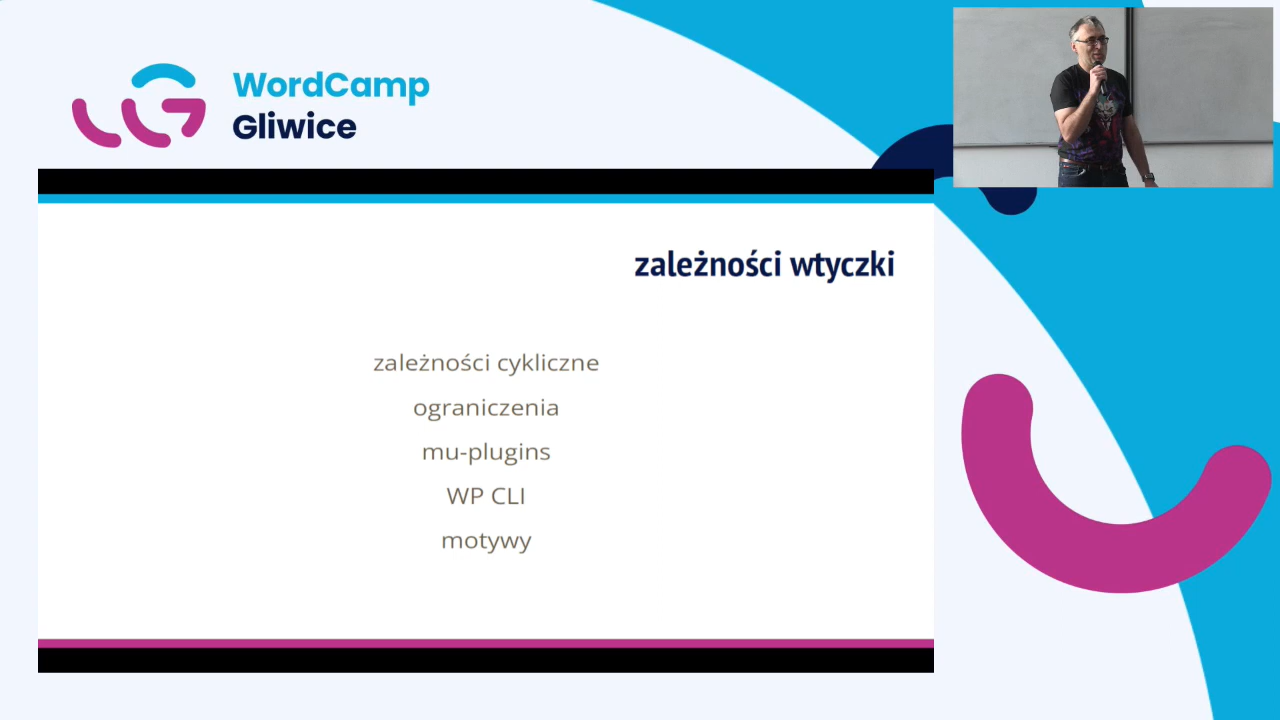 WordCamp
Gliwice
zależności wtyczki
zależności cykliczne
ograniczenia
mu-plugins
WP CLI
motywy